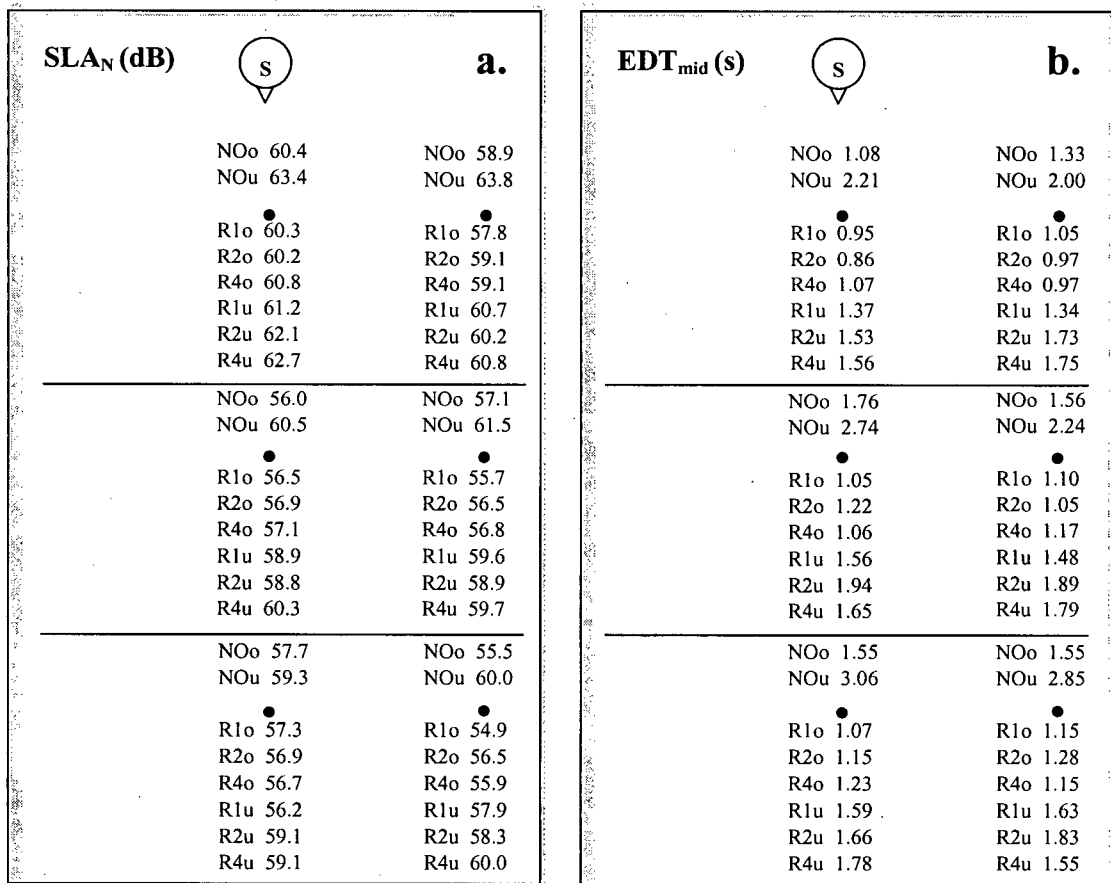 SLAN (dB) S a.
NOo 60.4 NOo 58.9
NOu 63.4 NOu 63.8
R1o 60.3 R1o 57.8
R2o 60.2 R2o 59.1
R4o 60.8 R4o 59.1
R1u 61.2 R1u 60.7
R2u 62.1 R2u 60.2
R4u 62.7 R4u 60.8
NOo 56.0 NOo 57.1
NOu 60.5 NOu 61.5
R1o 56.5 R1o 55.7
R2o 56.9 R2o 56.5
R4o 57.1 R4o 56.8
R1u 58.9 R1u 59.6
R2u 58.8 R2u 58.9
R4u 60.3 R4u 59.7
NOo 57.7 NOo 55.5
NOu 59.3 NOu 60.0
R1o 57.3 R1o 54.9
R2o 56.9 R2o 56.5
R4o 56.7 R4o 55.9
R1u 56.2 R1u 57.9
R2u 59.1 R2u 58.3
R4u 59.1 R4u 60.0
EDTmid (s) S b.
NOo 1.08 NOo 1.33
NOu 2.21 NOu 2.00
R1o 0.95 R1o 1.05
R2o 0.86 R2o 0.97
R4o 1.07 R4o 0.97
R1u 1.37 R1u 1.34
R2u 1.53 R2u 1.73
R4u 1.56 R4u 1.75
NOo 1.76 NOo 1.56
NOu 2.74 NOu 2.24
R1o 1.05 R1o 1.10
R2o 1.22 R2o 1.05
R4o 1.06 R4o 1.17
R1u 1.56 R1u 1.48
R2u 1.94 R2u 1.89
R4u 1.65 R4u 1.79
NOo 1.55 NOo 1.55
NOu 3.06 NOu 2.85
R1o 1.07 R1o 1.15
R2o 1.15 R2o 1.28
R4o 1.23 R4o 1.15
R1u 1.59 R1u 1.63
R2u 1.66 R2u 1.83
R4u 1.78 R4u 1.55